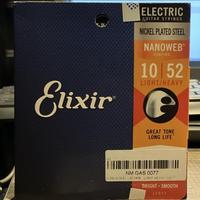 ELECTRIC
GUITAR STRINGS
NICKEL PLATED STEEL
NANOWEB
10 52
LIGHT/HEAVY
Elixir
GREAT TONE
LONG LIFE
NM GAS 0077
BRIGHT • SMOOTH